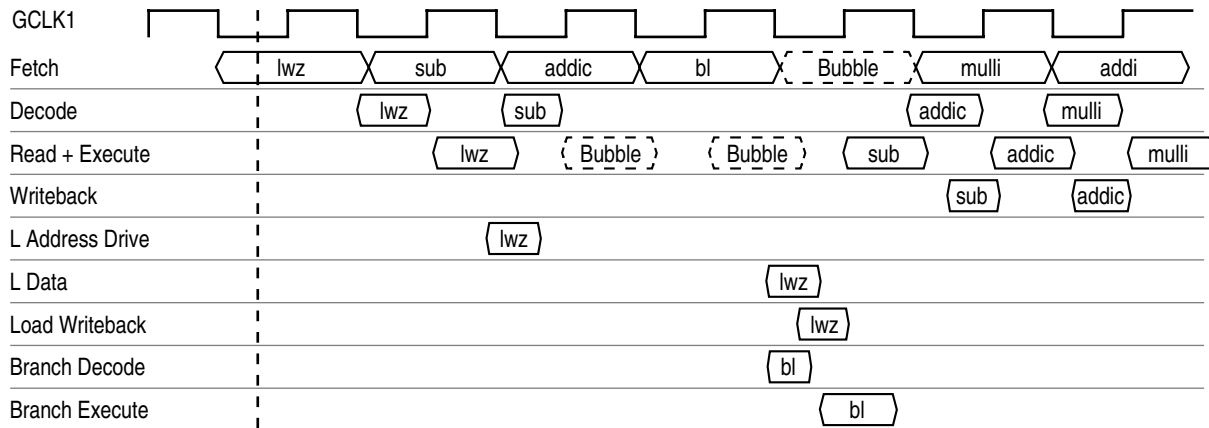 GCLK1
Fetch lwz sub addic bl Bubble mulli addi
Decode lwz sub addic mulli
Read + Execute lwz Bubble Bubble sub addic mulli
Writeback sub addic
L Address Drive lwz
L Data lwz
Load Writeback lwz
Branch Decode bl
Branch Execute bl